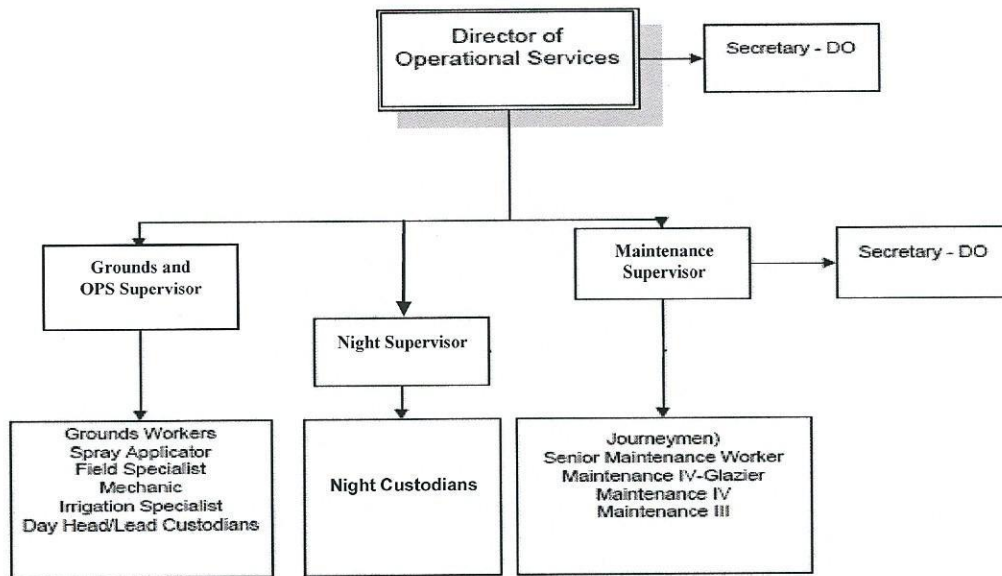 Director of
Operational Services
Secretary - DO
Grounds and
OPS Supervisor
Night Supervisor
Maintenance
Supervisor
Secretary - DO
Grounds Workers
Spray Applicator
Field Specialist
Mechanic
Irrigation Specialist
Day Head/Lead Custodians
Night Custodians
Journeymen)
Senior Maintenance Worker
Maintenance IV-Glazier
Maintenance IV
Maintenance III